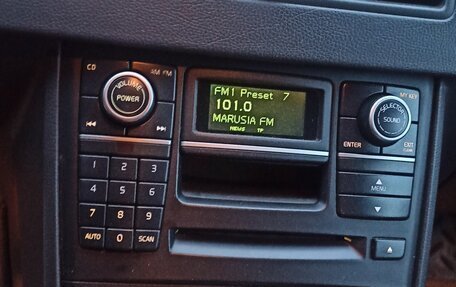 CD
AM FM
VOLUME
POWER
FM1 Preset 7
101.0
MARUSIA FM
NEWS TP
MY KEY
SELECTOR
SOUND
ENTER
EXIT
CLEAR
MENU
1 2 3
4 5 6
7 8 9
AUTO 0 SCAN